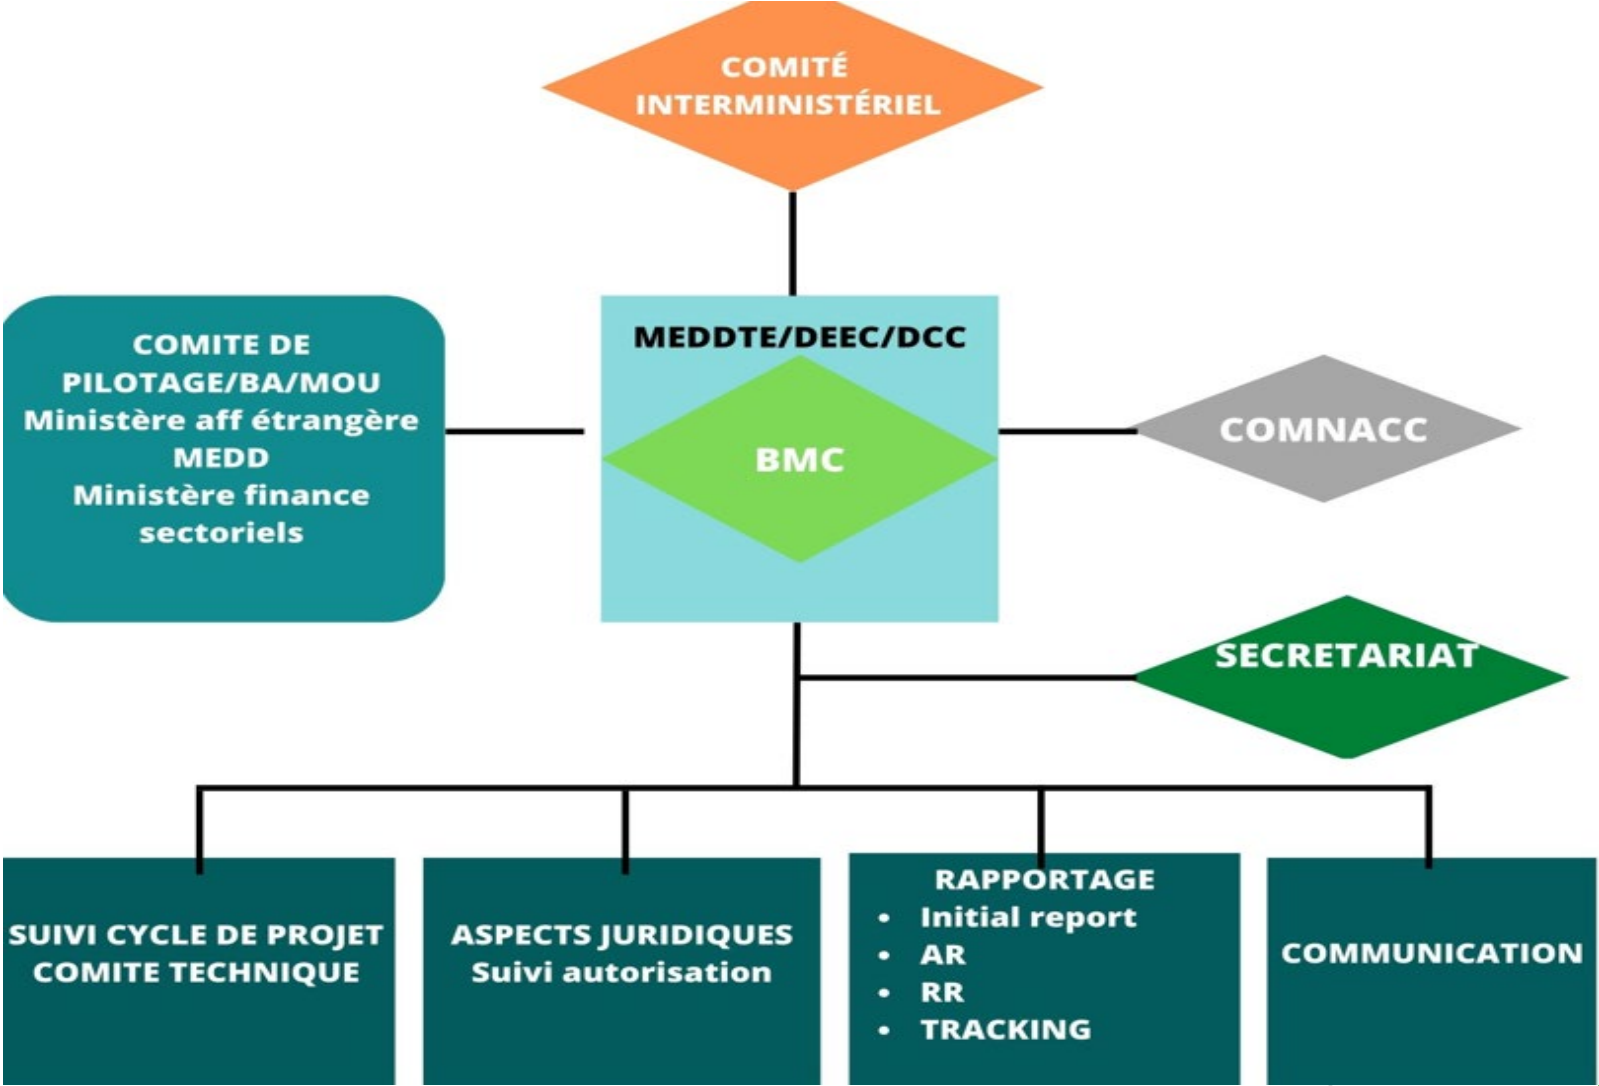 COMITÉ
INTERMINISTÉRIEL
COMITE DE
PILOTAGE/BA/MOU
Ministère aff étrangère
MEDD
Ministère finance
sectoriels
MEDDTE/DEEC/DCC
BMC
COMNACC
SECRETARIAT
SUIVI CYCLE DE PROJET
COMITE TECHNIQUE
ASPECTS JURIDIQUES
Suivi autorisation
RAPPORTAGE
• Initial report
• AR
• RR
• TRACKING
COMMUNICATION